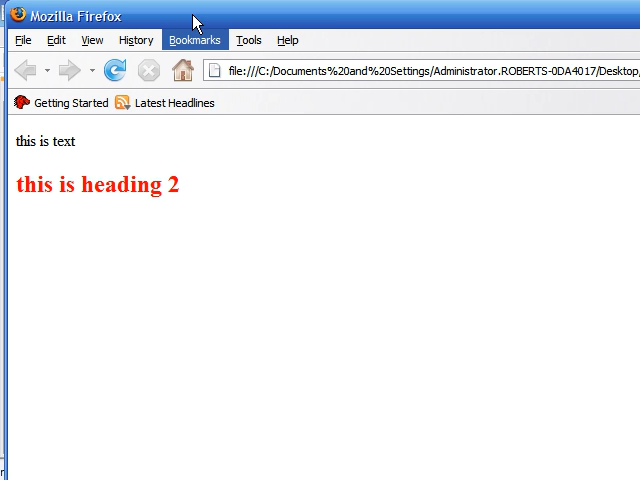 Mozilla Firefox
File Edit View History Bookmarks Tools Help
file:///C:/Documents%20and%20Settings/Administrator.ROBERTS-0DA4017/Desktop/
Getting Started Latest Headlines
this is text
this is heading 2